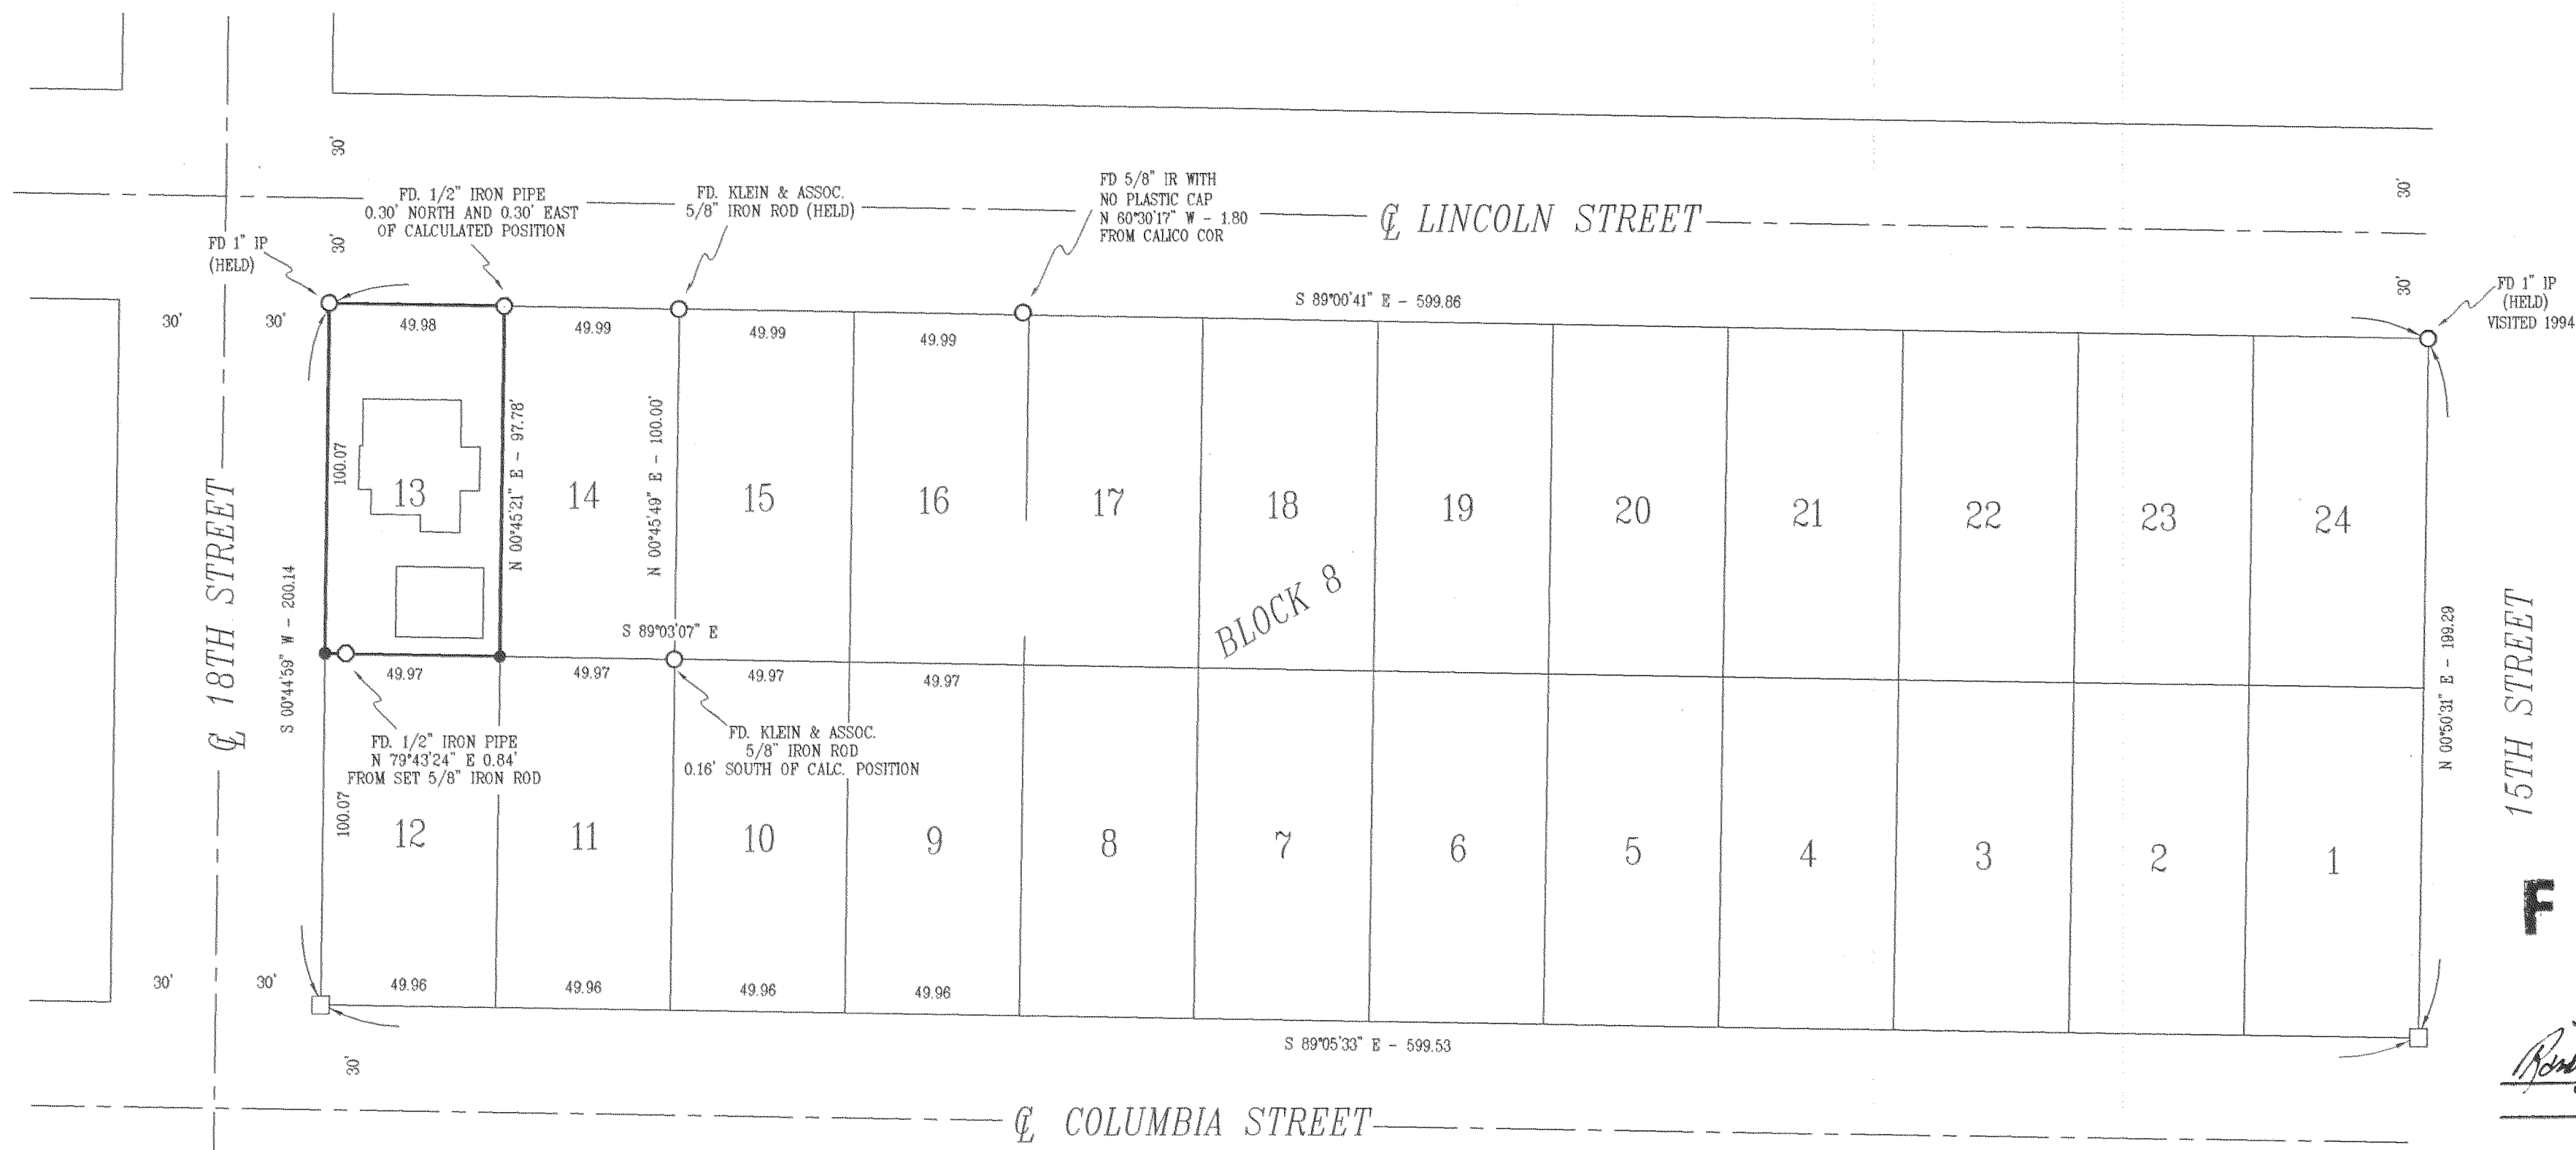 30'
30'
FD. 1/2" IRON PIPE
0.30' NORTH AND 0.30' EAST
OF CALCULATED POSITION
FD. KLEIN & ASSOC.
5/8" IRON ROD (HELD)
FD 5/8" IR WITH
NO PLASTIC CAP
N 60°30'17" W - 1.80
FROM CALICO COR
℄ LINCOLN STREET
30'
30'
FD 1" IP
(HELD)
FD 1" IP
(HELD)
VISITED 1994
30'
30'
S 89°00'41" E - 599.86
49.98
49.99
49.99
49.99
100.07
N 00°45'21" E - 97.78'
N 00°45'49" E - 100.00'
13
14
15
16
17
18
19
20
21
22
23
24
℄ 18TH STREET
S 00°44'59" W - 200.14
BLOCK 8
S 89°03'07" E
49.97
49.97
49.97
49.97
N 00°50'31" E - 199.29
15TH STREET
FD. 1/2" IRON PIPE
N 79°43'24" E 0.84'
FROM SET 5/8" IRON ROD
FD. KLEIN & ASSOC.
5/8" IRON ROD
0.16' SOUTH OF CALC. POSITION
100.07
12
11
10
9
8
7
6
5
4
3
2
1
F
30'
30'
49.96
49.96
49.96
49.96
S 89°05'33" E - 599.53
30'
℄ COLUMBIA STREET